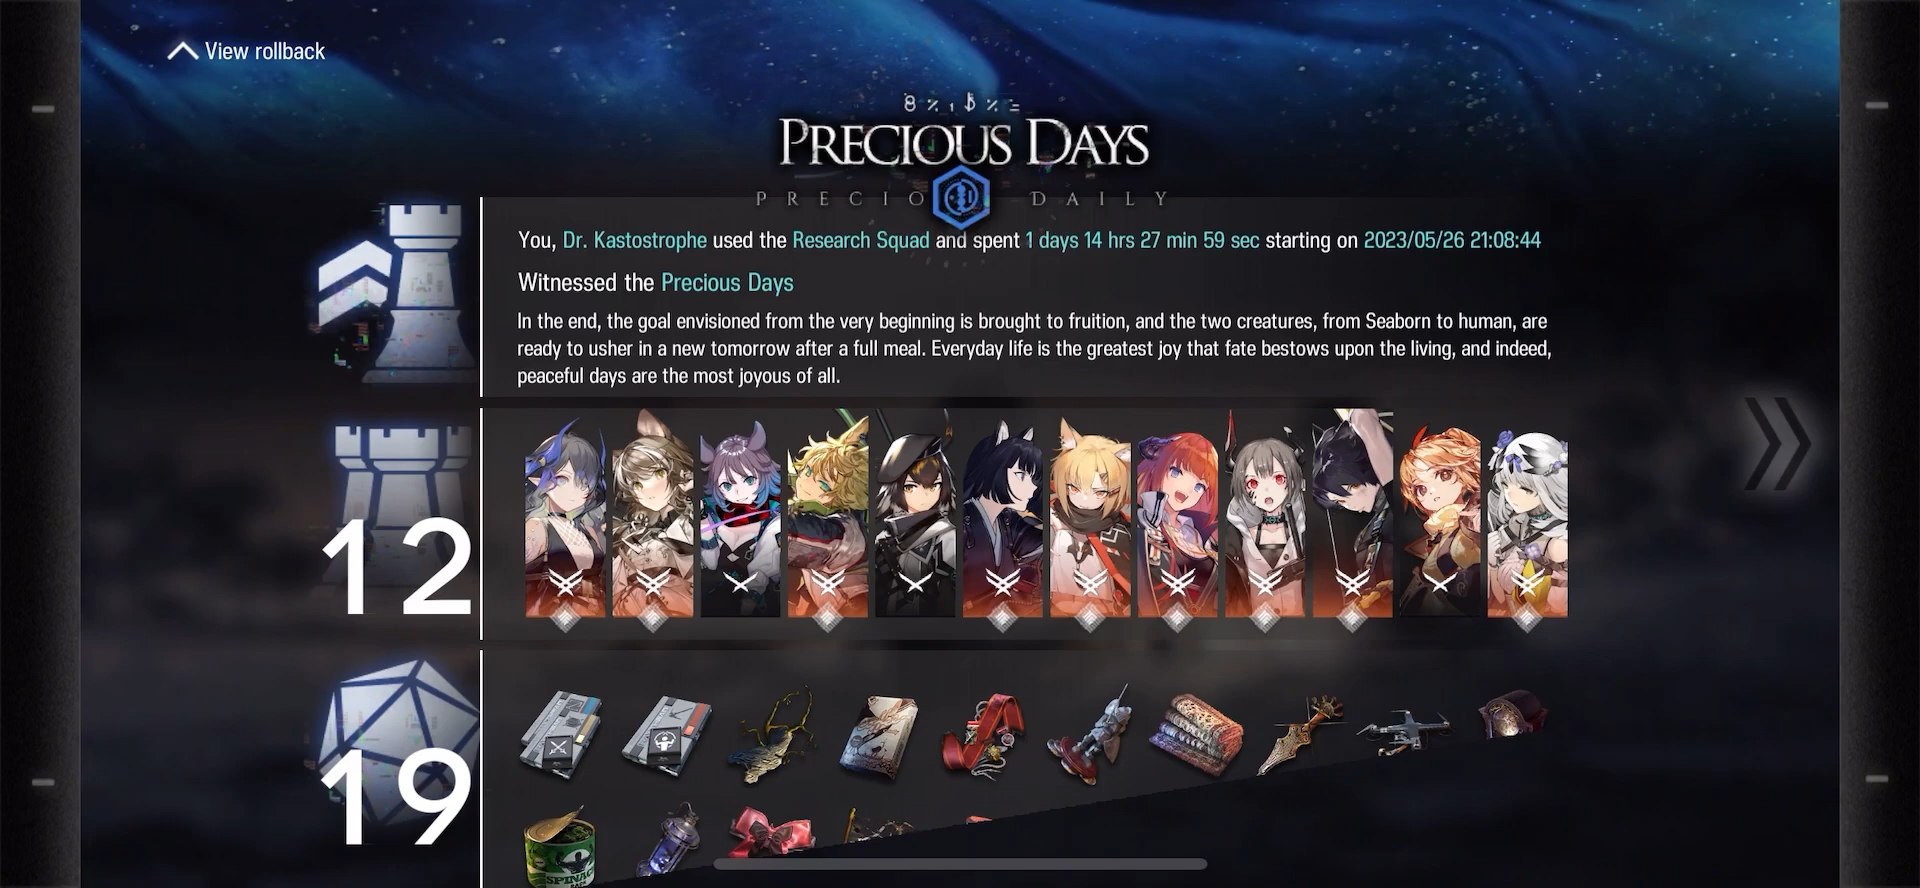 View rollback
PRECIOUS DAYS
PRECIO DAILY
You, Dr. Kastostrophe used the Research Squad and spent 1 days 14 hrs 27 min 59 sec starting on 2023/05/26 21:08:44
Witnessed the Precious Days
In the end, the goal envisioned from the very beginning is brought to fruition, and the two creatures, from Seaborn to human, are
ready to usher in a new tomorrow after a full meal. Everyday life is the greatest joy that fate bestows upon the living, and indeed,
peaceful days are the most joyous of all.
12
19
SPINAC